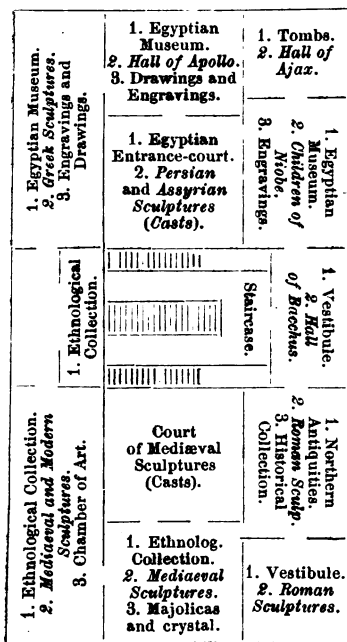 1. Egyptian Museum.
2. Greek Sculptures.
3. Engravings and
Drawings.
1. Egyptian
Museum.
2. Hall of Apollo.
3. Drawings and
Engravings.
1. Tombs.
2. Hall of
Ajax.
1. Egyptian
Entrance-court.
2. Persian
and Assyrian
Sculptures
(Casts).
1. Egyptian
Museum.
2. Children of
Niobe.
3. Engravings.
1. Ethnological
Collection.
Staircase.
1. Vestibule.
2. Hall
of Bacchus.
1. Ethnological Collection.
2. Mediaeval and Modern
Sculptures.
3. Chamber of Art.
Court
of Mediæval
Sculptures
(Casts).
1. Northern
Antiquities.
2. Roman Sculp.
3. Historical
Collection.
1. Ethnolog.
Collection.
2. Mediaeval
Sculptures.
3. Majolicas
and crystal.
1. Vestibule.
2. Roman
Sculptures.